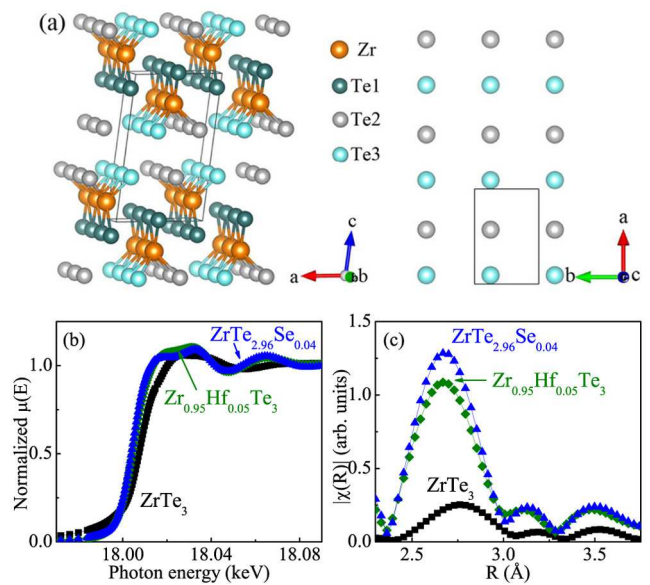 (a)
Zr
Te1
Te2
Te3
c
a
b
a
b
c
(b)
ZrTe2.96Se0.04
Zr0.95Hf0.05Te3
ZrTe3
Normalized μ(E)
1.0
0.5
0.0
18.00
18.04
18.08
Photon energy (keV)
(c)
ZrTe2.96Se0.04
Zr0.95Hf0.05Te3
ZrTe3
|χ(R)| (arb. units)
1.5
1.0
0.5
0.0
2.5
3.0
3.5
R (Å)